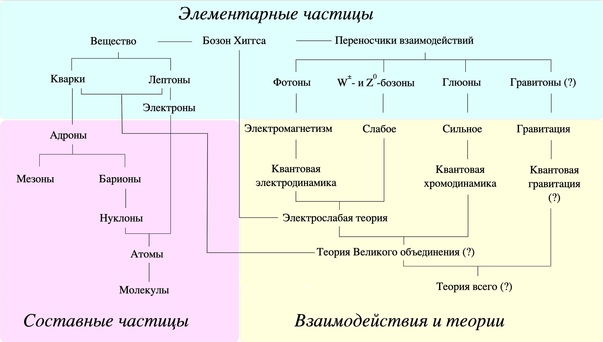 Элементарные частицы
Вещество
Бозон Хиггса
Переносчики взаимодействий
Кварки
Лептоны
Фотоны
W±- и Z0-бозоны
Глюоны
Гравитоны (?)
Электроны
Адроны
Электромагнетизм
Слабое
Сильное
Гравитация
Мезоны
Барионы
Квантовая
электродинамика
Квантовая
хромодинамика
Квантовая
гравитация
(?)
Нуклоны
Электрослабая теория
Атомы
Теория Великого объединения (?)
Молекулы
Теория всего (?)
Составные частицы
Взаимодействия и теории